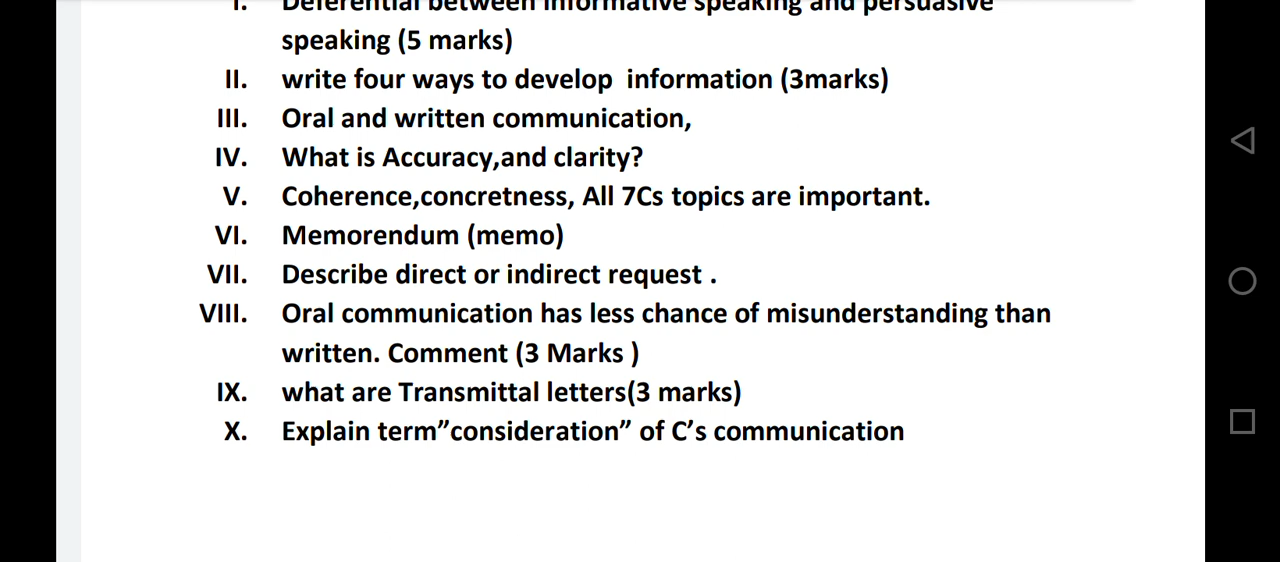 I. Deferential between informative speaking and persuasive
speaking (5 marks)
II. write four ways to develop  information (3marks)
III. Oral and written communication,
IV. What is Accuracy,and clarity?
V. Coherence,concretness, All 7Cs topics are important.
VI. Memorendum (memo)
VII. Describe direct or indirect request .
VIII. Oral communication has less chance of misunderstanding than
written. Comment (3 Marks )
IX. what are Transmittal letters(3 marks)
X. Explain term”consideration” of C’s communication